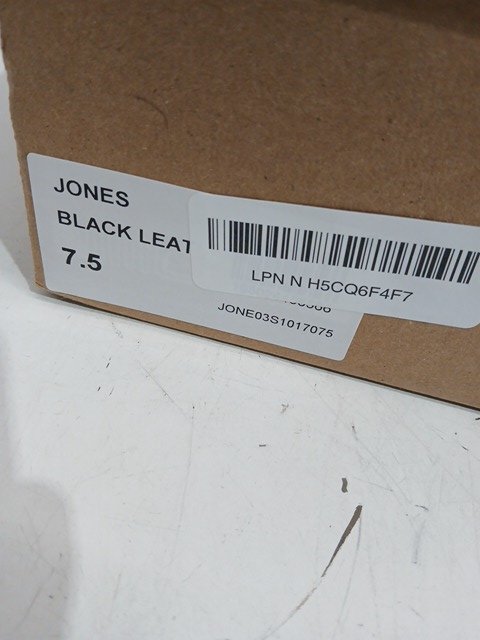 JONES
BLACK LEAT
7.5
LPN N H5CQ6F4F7
JONE03S1017075